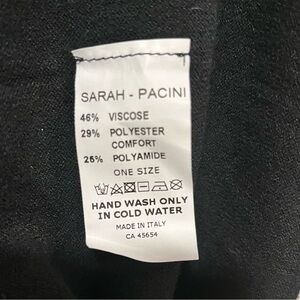 SARAH - PACINI
46% VISCOSE
29% POLYESTER
COMFORT
25% POLYAMIDE
ONE SIZE
HAND WASH ONLY
IN COLD WATER
MADE IN ITALY
CA 45654